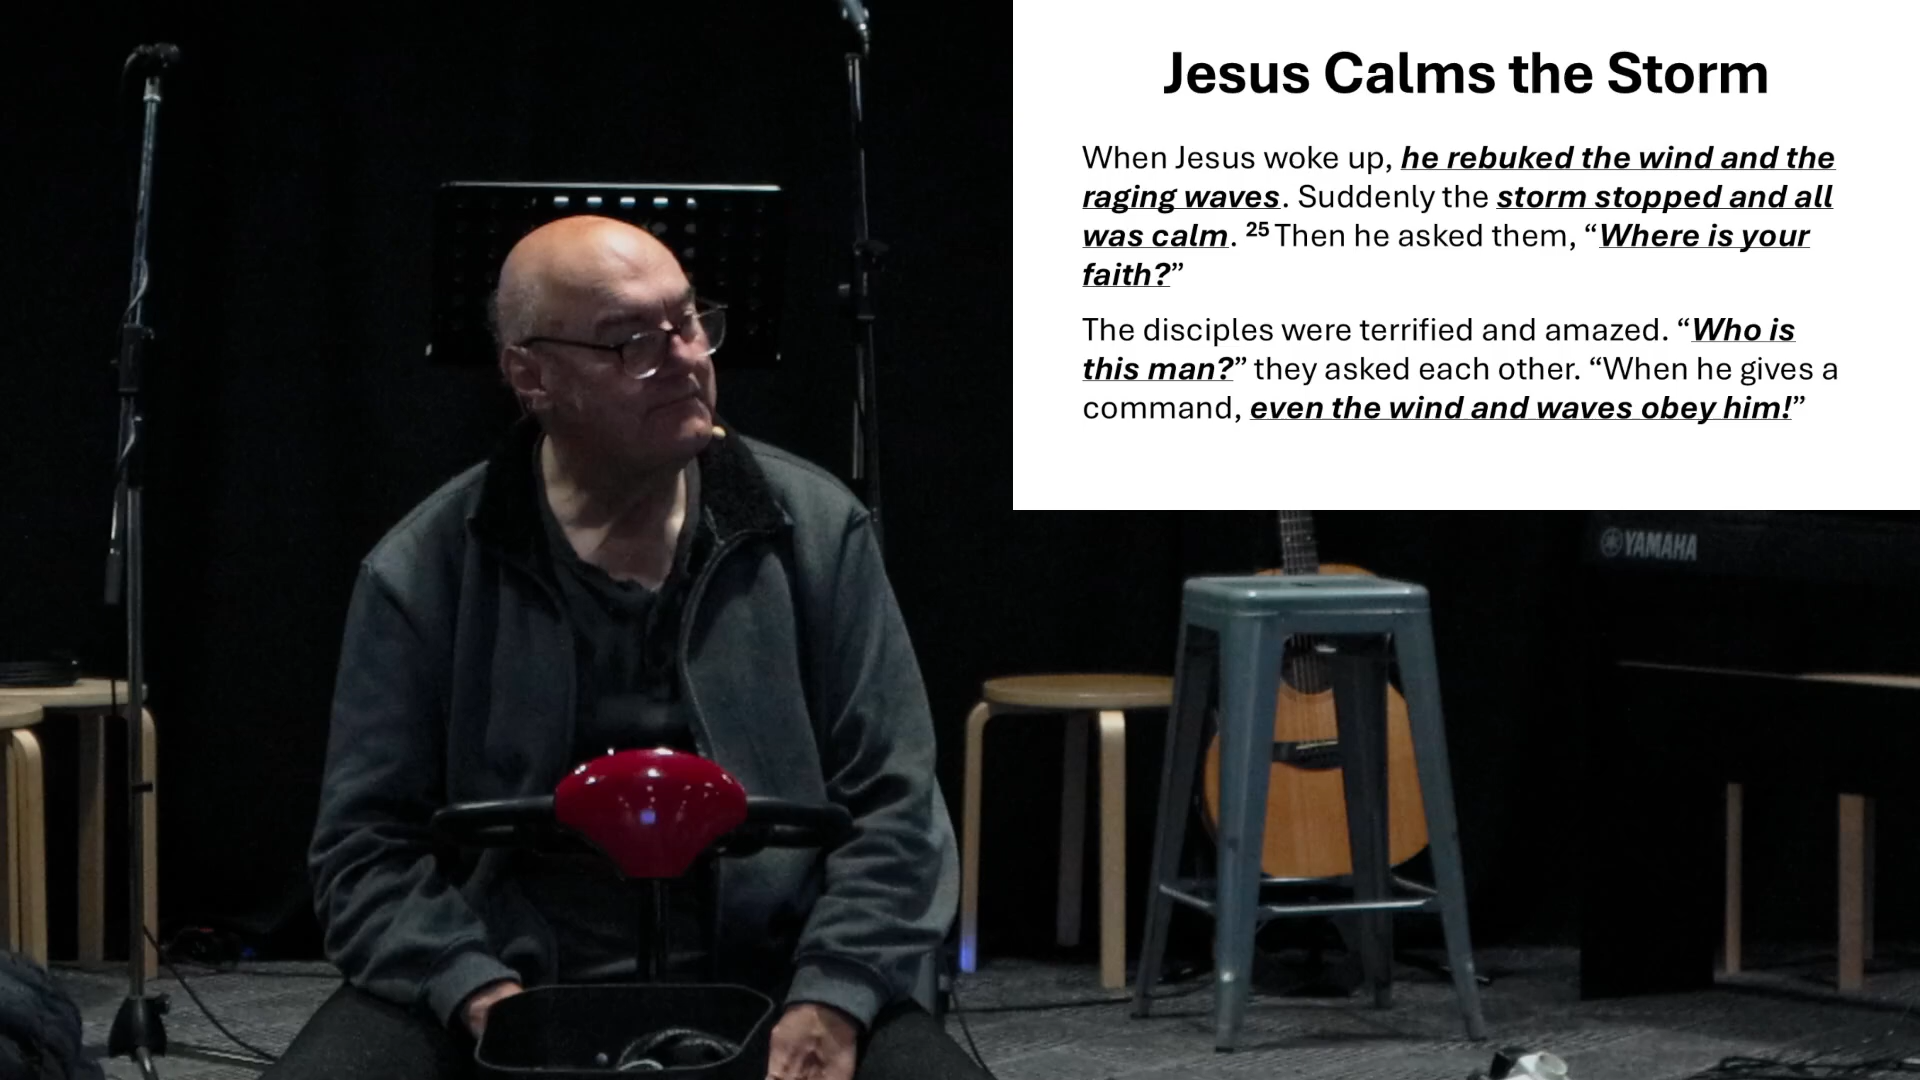 Jesus Calms the Storm
When Jesus woke up, he rebuked the wind and the
raging waves. Suddenly the storm stopped and all
was calm. 25 Then he asked them, “Where is your
faith?”
The disciples were terrified and amazed. “Who is
this man?” they asked each other. “When he gives a
command, even the wind and waves obey him!”
YAMAHA